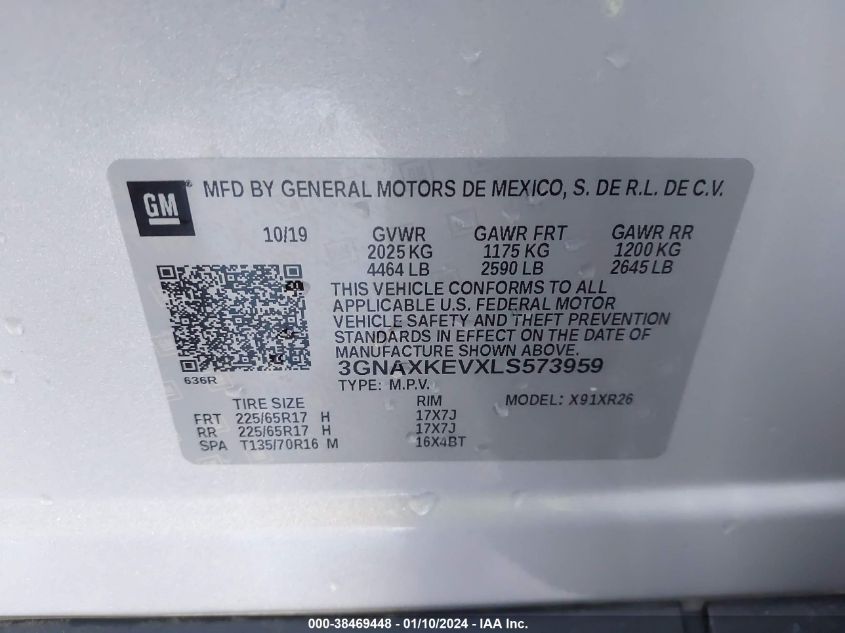 GM ® MFD BY GENERAL MOTORS DE MEXICO, S. DE R.L. DE C.V.
10/19 GVWR GAWR FRT GAWR RR
2025 KG 1175 KG 1200 KG
4464 LB 2590 LB 2645 LB
THIS VEHICLE CONFORMS TO ALL
APPLICABLE U.S. FEDERAL MOTOR
VEHICLE SAFETY AND THEFT PREVENTION
STANDARDS IN EFFECT ON THE DATE OF
MANUFACTURE SHOWN ABOVE.
3GNAXKEVXLS573959
636R TYPE: M.P.V.
TIRE SIZE RIM MODEL: X91XR26
FRT 225/65R17 H 17X7J
RR 225/65R17 H 17X7J
SPA T135/70R16 M 16X4BT
000-38469448 - 01/10/2024 - IAAI.COM